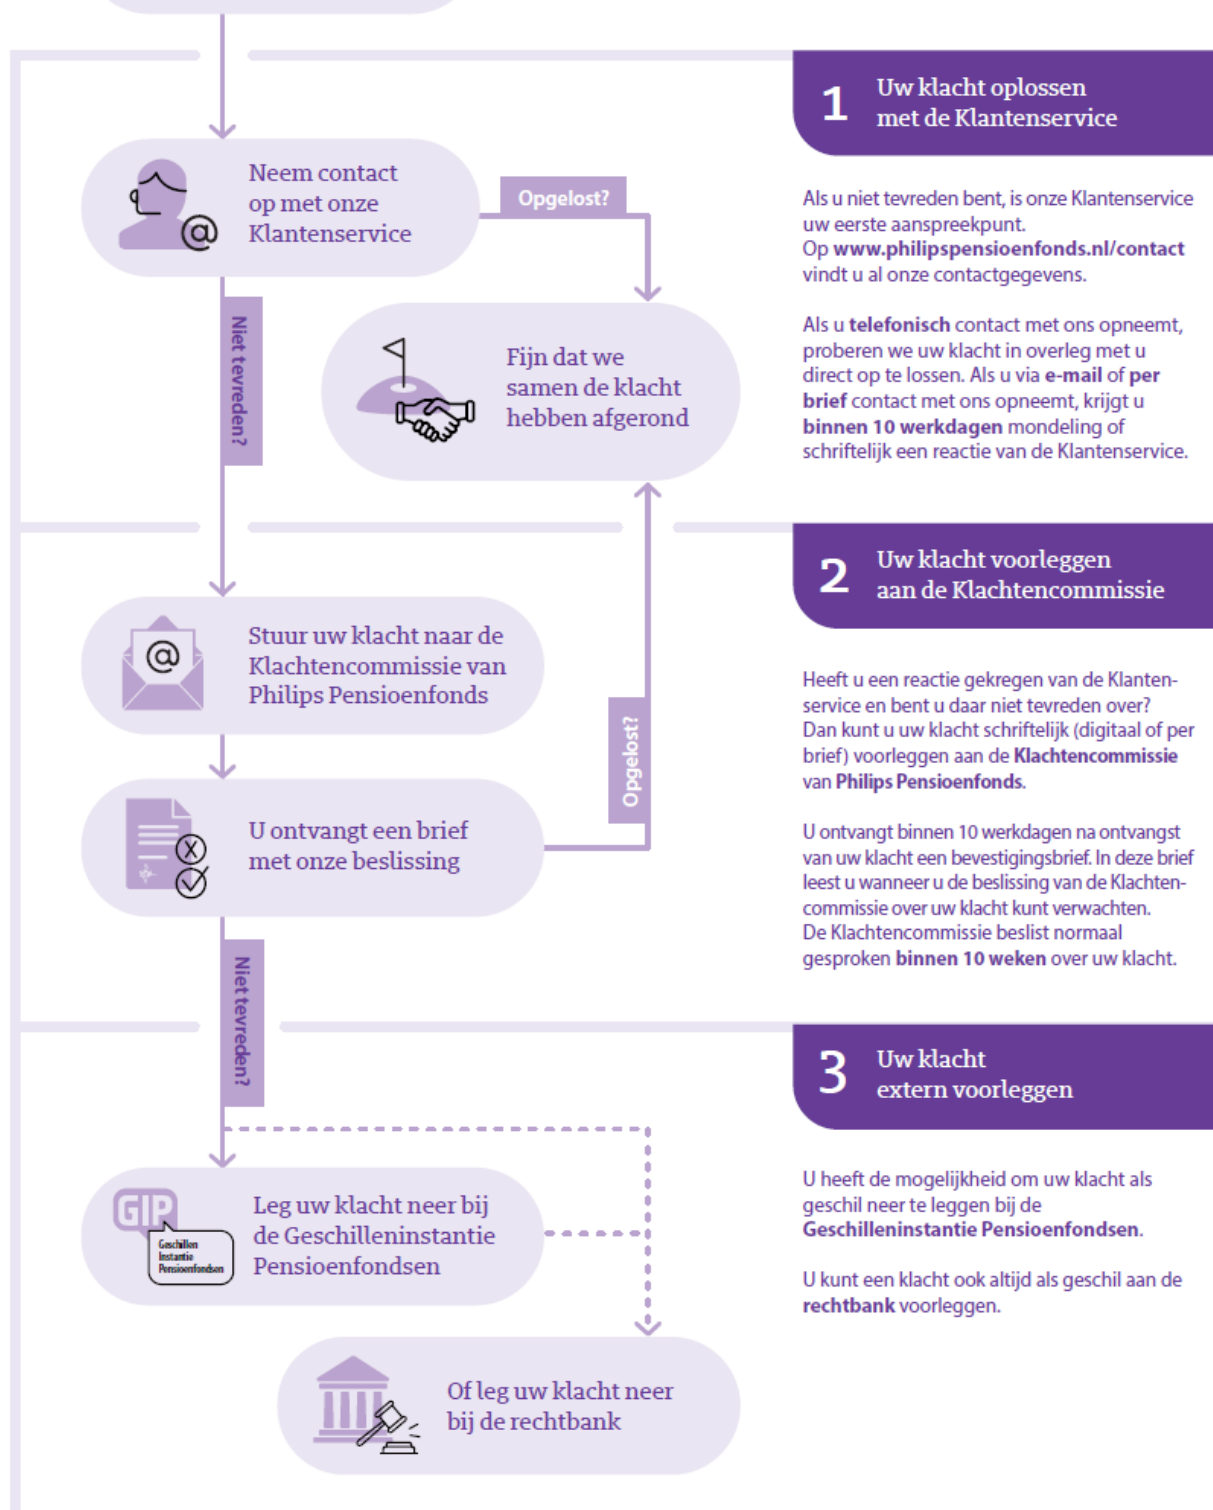 1
Uw klacht oplossen
met de Klantenservice
Neem contact
op met onze
Klantenservice
Opgelost?
Als u niet tevreden bent, is onze Klantenservice
uw eerste aanspreekpunt.
Op www.philipspensioenfonds.nl/contact
vindt u al onze contactgegevens.
Niet tevreden?
Fijn dat we
samen de klacht
hebben afgerond
Als u telefonisch contact met ons opneemt,
proberen we uw klacht in overleg met u
direct op te lossen. Als u via e-mail of per
brief contact met ons opneemt, krijgt u
binnen 10 werkdagen mondeling of
schriftelijk een reactie van de Klantenservice.
2
Uw klacht voorleggen
aan de Klachtencommissie
@
Stuur uw klacht naar de
Klachtencommissie van
Philips Pensioenfonds
Opgelost?
Heeft u een reactie gekregen van de Klanten-
service en bent u daar niet tevreden over?
Dan kunt u uw klacht schriftelijk (digitaal of per
brief) voorleggen aan de Klachtencommissie
van Philips Pensioenfonds.
U ontvangt een brief
met onze beslissing
U ontvangt binnen 10 werkdagen na ontvangst
van uw klacht een bevestigingsbrief. In deze brief
leest u wanneer u de beslissing van de Klachten-
commissie over uw klacht kunt verwachten.
De Klachtencommissie beslist normaal
gesproken binnen 10 weken over uw klacht.
Niet tevreden?
3
Uw klacht
extern voorleggen
GIP
Geschillen
Instantie
Pensioenfondsen
Leg uw klacht neer bij
de Geschilleninstantie
Pensioenfondsen
U heeft de mogelijkheid om uw klacht als
geschil neer te leggen bij de
Geschilleninstantie Pensioenfondsen.
U kunt een klacht ook altijd als geschil aan de
rechtbank voorleggen.
Of leg uw klacht neer
bij de rechtbank